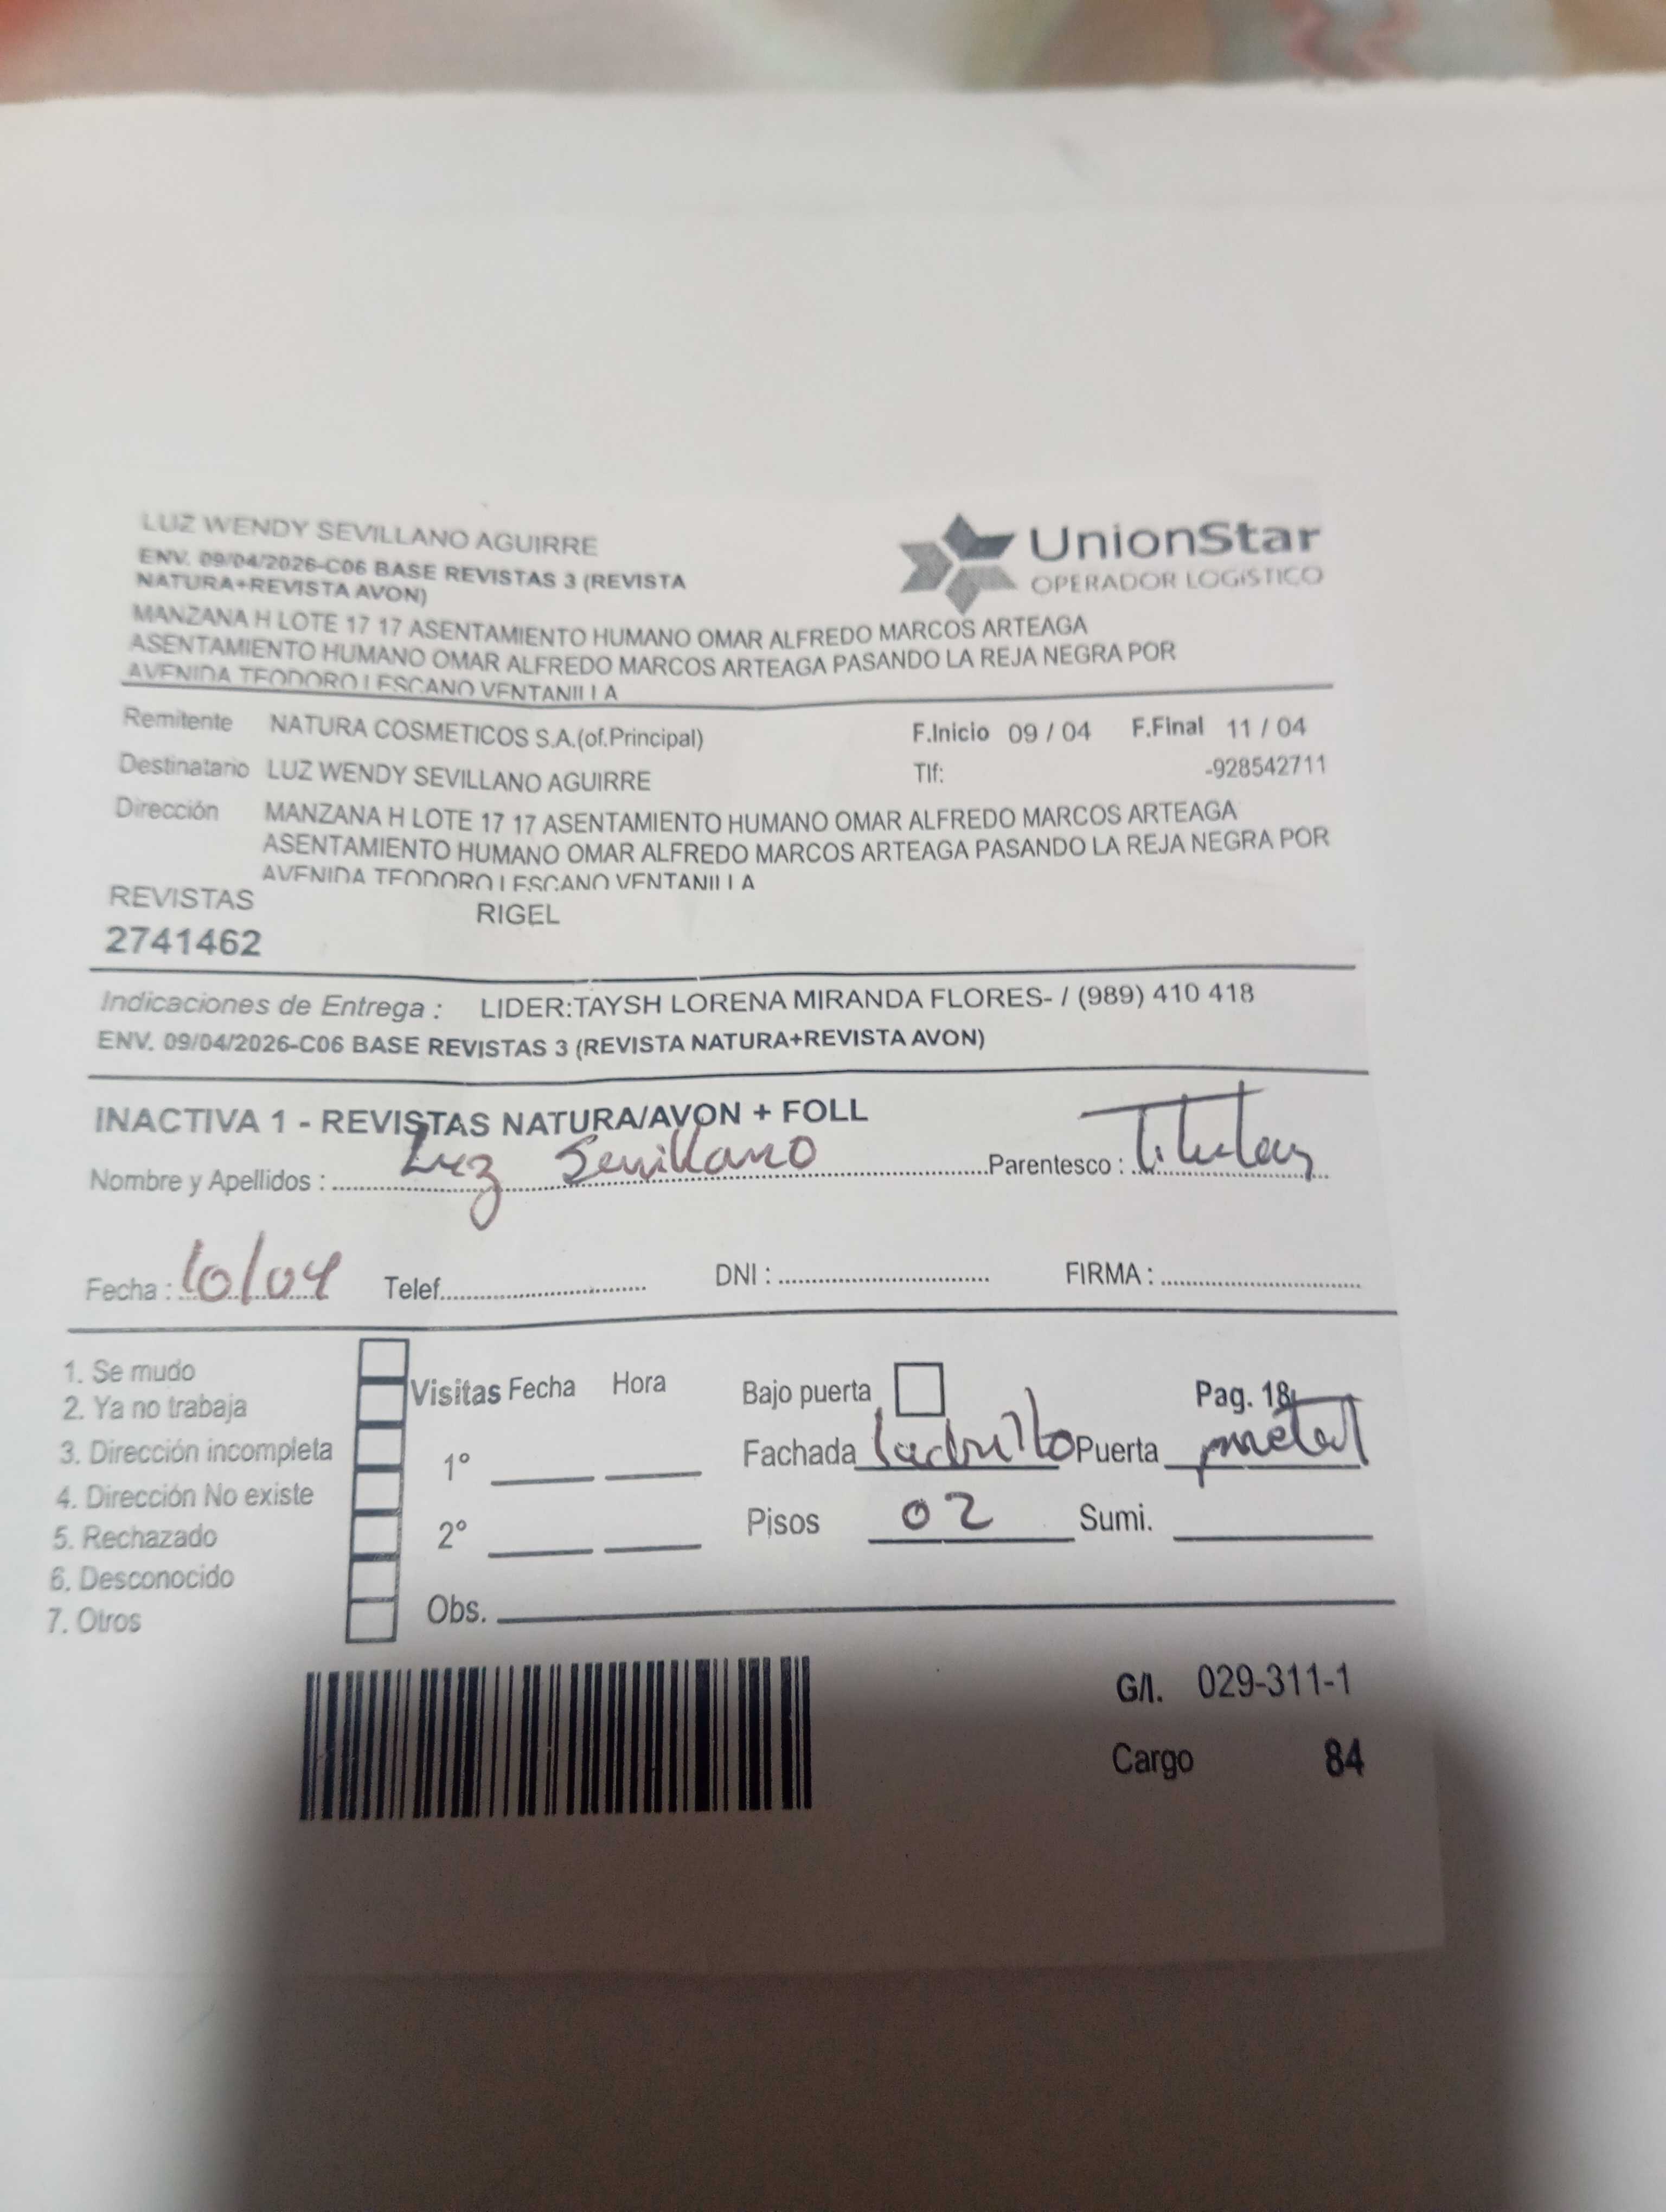 LUZ WENDY SEVILLANO AGUIRRE
ENV. 09/04/2026-C06 BASE REVISTAS 3 (REVISTA
NATURA+REVISTA AVON)
UnionStar
OPERADOR LOGÍSTICO
MANZANA H LOTE 17 17 ASENTAMIENTO HUMANO OMAR ALFREDO MARCOS ARTEAGA
ASENTAMIENTO HUMANO OMAR ALFREDO MARCOS ARTEAGA PASANDO LA REJA NEGRA POR
AVENIDA TEODORO LESCANO VENTANILLA
Remitente NATURA COSMETICOS S.A.(of.Principal) F.Inicio 09 / 04 F.Final 11 / 04
Destinatario LUZ WENDY SEVILLANO AGUIRRE Tlf: -928542711
Dirección MANZANA H LOTE 17 17 ASENTAMIENTO HUMANO OMAR ALFREDO MARCOS ARTEAGA
ASENTAMIENTO HUMANO OMAR ALFREDO MARCOS ARTEAGA PASANDO LA REJA NEGRA POR
AVENIDA TEODORO LESCANO VENTANILLA
REVISTAS RIGEL
2741462
Indicaciones de Entrega : LIDER:TAYSH LORENA MIRANDA FLORES- / (989) 410 418
ENV. 09/04/2026-C06 BASE REVISTAS 3 (REVISTA NATURA+REVISTA AVON)
INACTIVA 1 - REVISTAS NATURA/AVON + FOLL
Nombre y Apellidos : Luz Sevillano Parentesco : Titular
Fecha : 10/04 Telef. DNI : FIRMA :
1. Se mudo
2. Ya no trabaja
3. Dirección incompleta
4. Dirección No existe
5. Rechazado
6. Desconocido
7. Otros
Visitas Fecha Hora
1°
2°
Bajo puerta Pag. 18
Fachada ladrillo Puerta metal
Pisos 02 Sumi.
Obs.
G/I. 029-311-1
Cargo 84